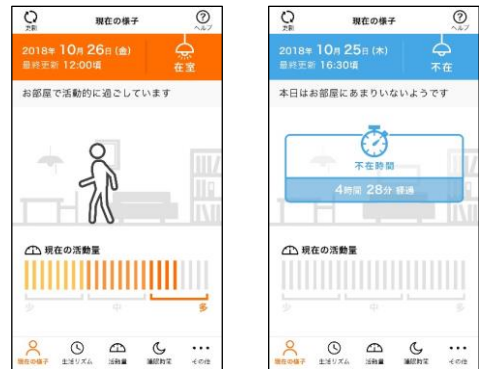 更新
現在の様子
ヘルプ
2018年 10月 26日 (金)
最終更新 12:00頃
在室
お部屋で活動的に過ごしています
現在の活動量
少 中 多
現在の様子 生活リズム 活動量 睡眠時間 その他
更新
現在の様子
ヘルプ
2018年 10月 25日 (木)
最終更新 16:30頃
不在
本日はお部屋にあまりいないようです
不在時間
4時間 28分 経過
現在の活動量
少 中 多
現在の様子 生活リズム 活動量 睡眠時間 その他